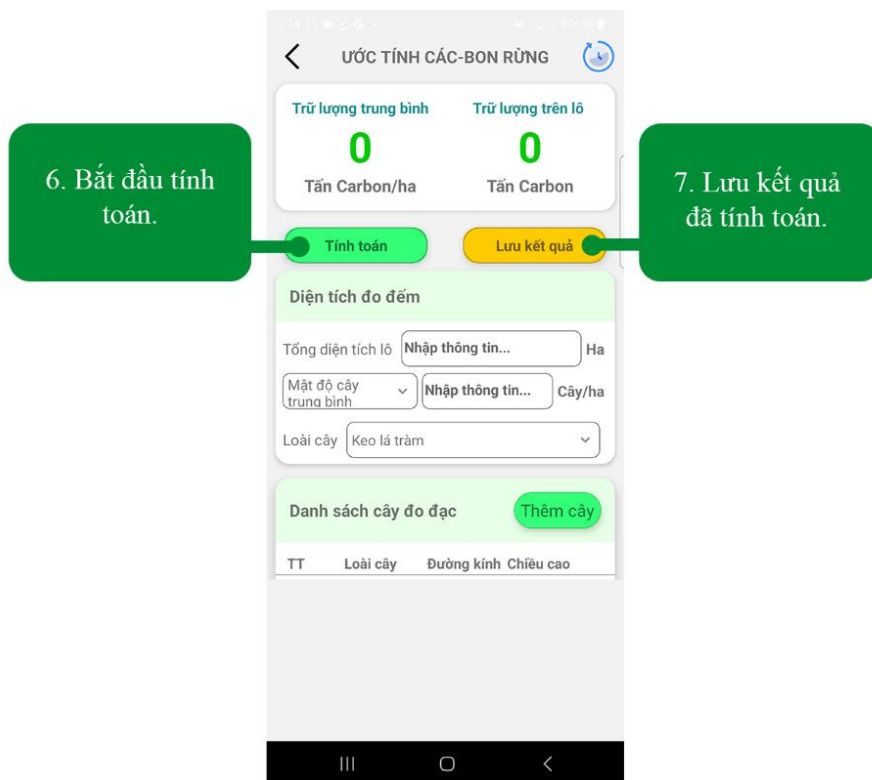 14:31
100%
ƯỚC TÍNH CÁC-BON RỪNG
Trữ lượng trung bình
Trữ lượng trên lô
0
0
Tấn Carbon/ha
Tấn Carbon
6. Bắt đầu tính
toán.
7. Lưu kết quả
đã tính toán.
Tính toán
Lưu kết quả
Diện tích đo đếm
Tổng diện tích lô Nhập thông tin... Ha
Mật độ cây
trung bình
Nhập thông tin... Cây/ha
Loài cây Keo lá tràm
Danh sách cây đo đạc Thêm cây
TT Loài cây Đường kính Chiều cao